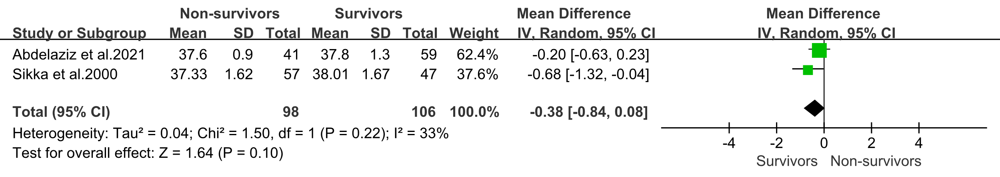 Non-survivors Survivors Mean Difference Mean Difference
Study or Subgroup Mean SD Total Mean SD Total Weight IV, Random, 95% CI IV, Random, 95% CI
Abdelaziz et al.2021 37.6 0.9 41 37.8 1.3 59 62.4% -0.20 [-0.63, 0.23]
Sikka et al.2000 37.33 1.62 57 38.01 1.67 47 37.6% -0.68 [-1.32, -0.04]
Total (95% CI) 98 106 100.0% -0.38 [-0.84, 0.08]
Heterogeneity: Tau² = 0.04; Chi² = 1.50, df = 1 (P = 0.22); I² = 33%
-4 -2 0 2 4
Test for overall effect: Z = 1.64 (P = 0.10)
Survivors Non-survivors